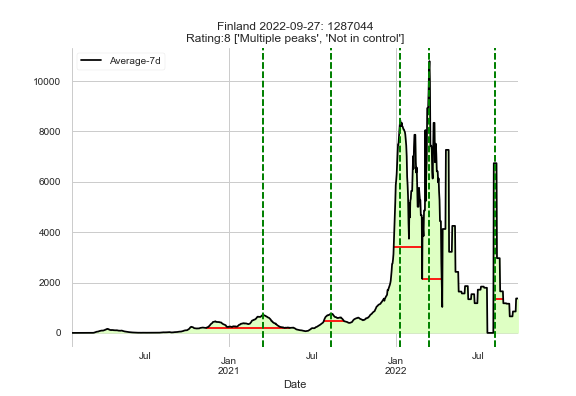 Finland 2022-09-27: 1287044
Rating:8 ['Multiple peaks', 'Not in control']
Average-7d
10000
8000
6000
4000
2000
0
Jul
Jan
2021
Jul
Jan
2022
Jul
Date